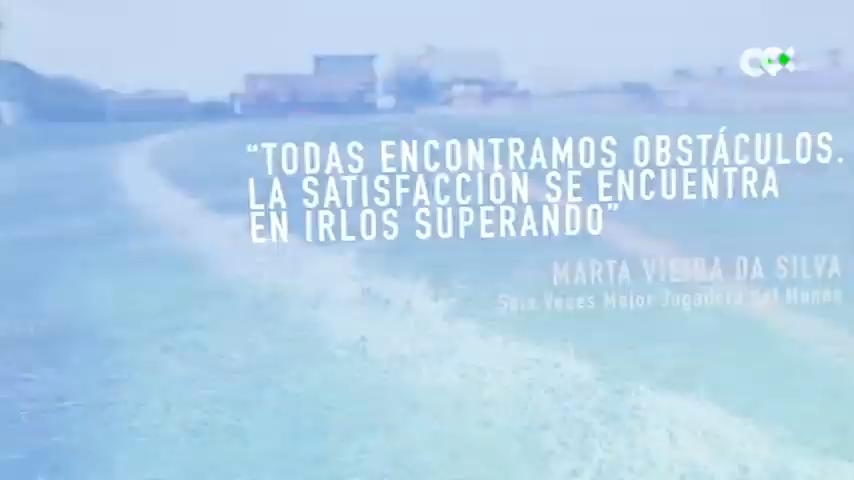 “TODAS ENCONTRAMOS OBSTÁCULOS.
LA SATISFACCIÓN SE ENCUENTRA
EN IRLOS SUPERANDO”
MARTA VIEIRA DA SILVA
Seis Veces Mejor Jugadora del Mundo